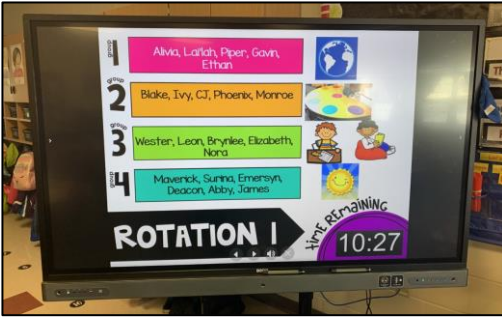 group
1
Alivia, Lailah, Piper, Gavin,
Ethan
group
2
Blake, Ivy, CJ, Phoenix, Monroe
group
3
Wester, Leon, Brynlee, Elizabeth,
Nora
group
4
Maverick, Surina, Emersyn,
Deacon, Abby, James
ROTATION 1
TIME REMAINING
10:27